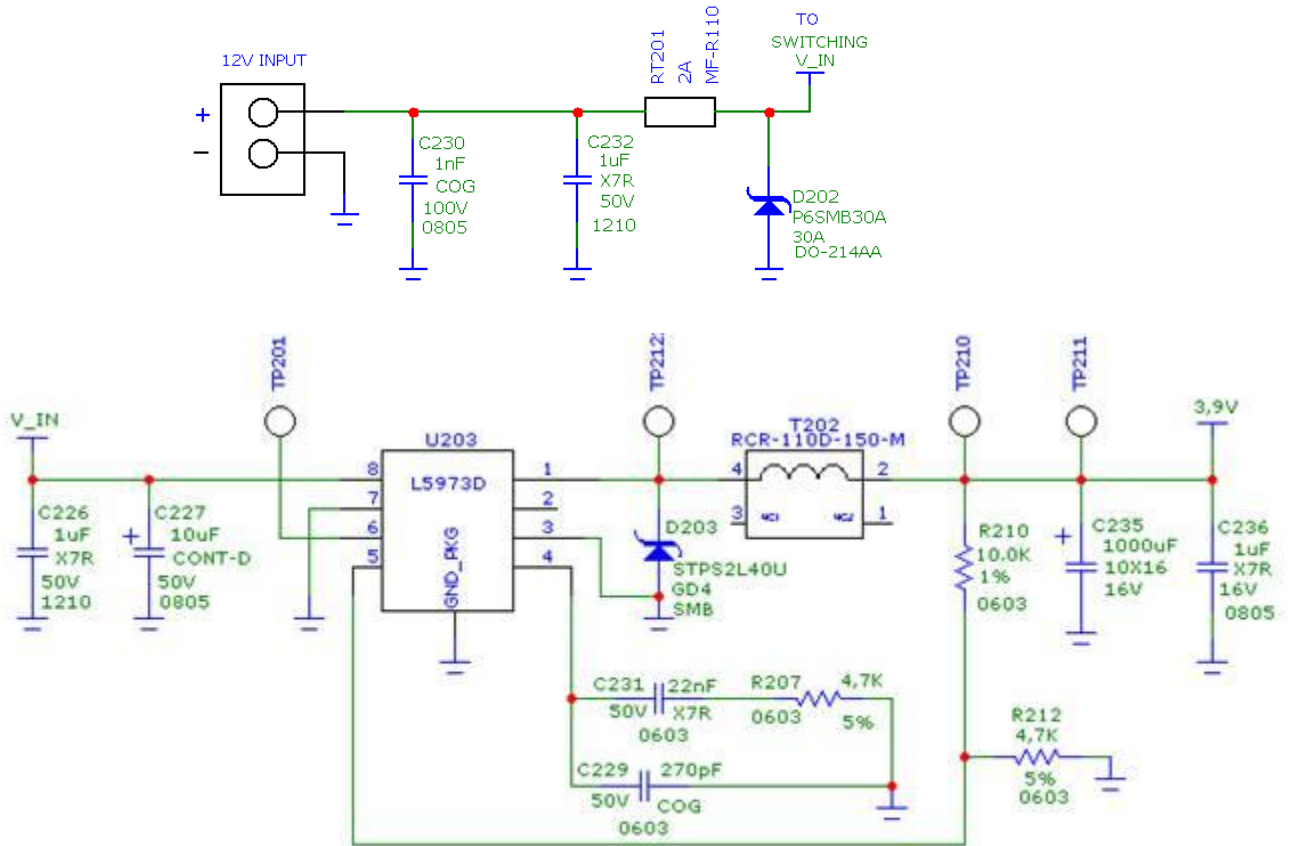 TO
SWITCHING
V_IN
12V INPUT
RT201
2A
MF-R110
+
−
C230
1nF
COG
100V
0805
C232
1uF
X7R
50V
1210
D202
P6SMB30A
30A
DO-214AA
TP201
TP212
TP210
TP211
V_IN
3,9V
U203
L5973D
GND_PKG
8
7
6
5
1
2
3
4
T202
RCR-110D-150-M
4
3
2
1
NC1
NC2
C226
1uF
X7R
50V
1210
+
C227
10uF
CONT-D
50V
0805
D203
STPS2L40U
GD4
SMB
R210
10.0K
1%
0603
+
C235
1000uF
10X16
16V
C236
1uF
X7R
16V
0805
C231
22nF
50V
X7R
0603
R207
4,7K
0603
5%
C229
270pF
50V
COG
0603
R212
4,7K
5%
0603